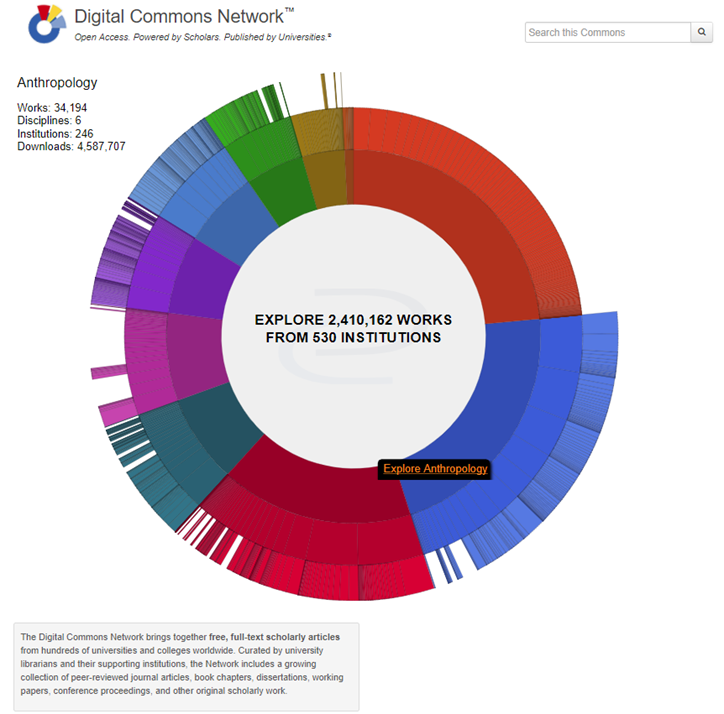 Digital Commons Network™
Open Access. Powered by Scholars. Published by Universities.®
Search this Commons
Anthropology
Works: 34,194
Disciplines: 6
Institutions: 246
Downloads: 4,587,707
EXPLORE 2,410,162 WORKS
FROM 530 INSTITUTIONS
Explore Anthropology
The Digital Commons Network brings together free, full-text scholarly articles
from hundreds of universities and colleges worldwide. Curated by university
librarians and their supporting institutions, the Network includes a growing
collection of peer-reviewed journal articles, book chapters, dissertations, working
papers, conference proceedings, and other original scholarly work.